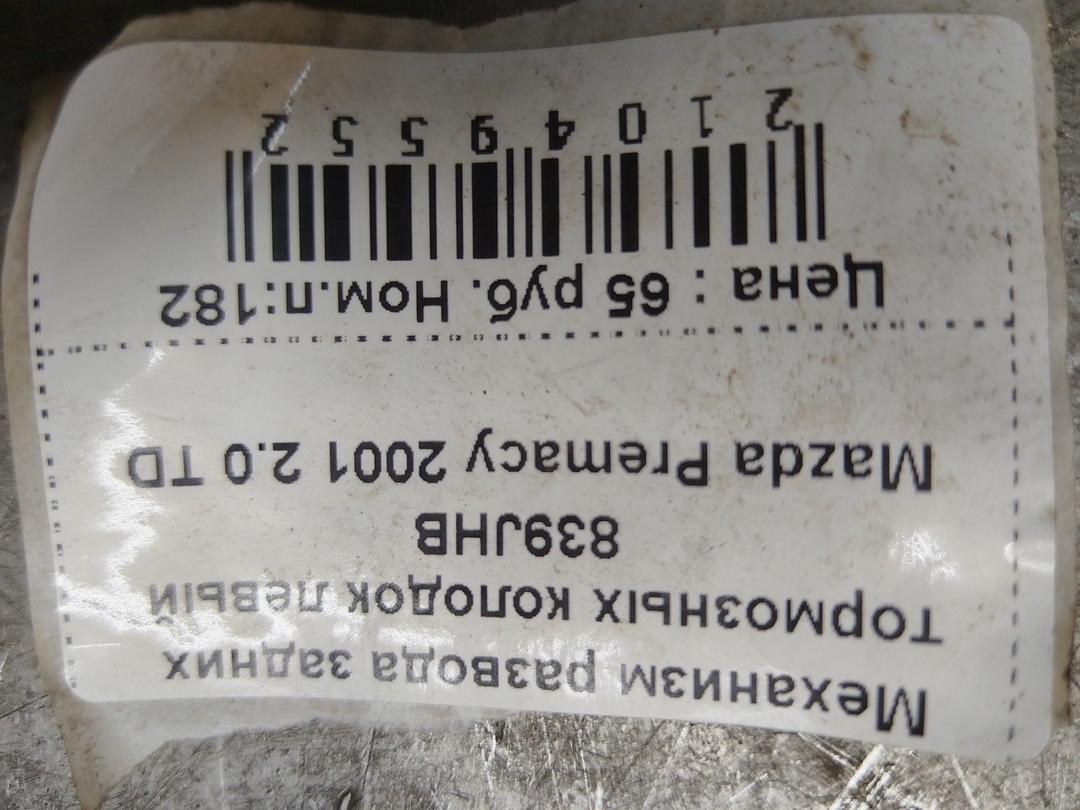 Механизм развода задних
тормозных колодок левый
839JHB
Mazda Premacy 2001 2.0 TD
Цена : 65 руб. Ном.п:182
2 1 0 4 9 5 5 2